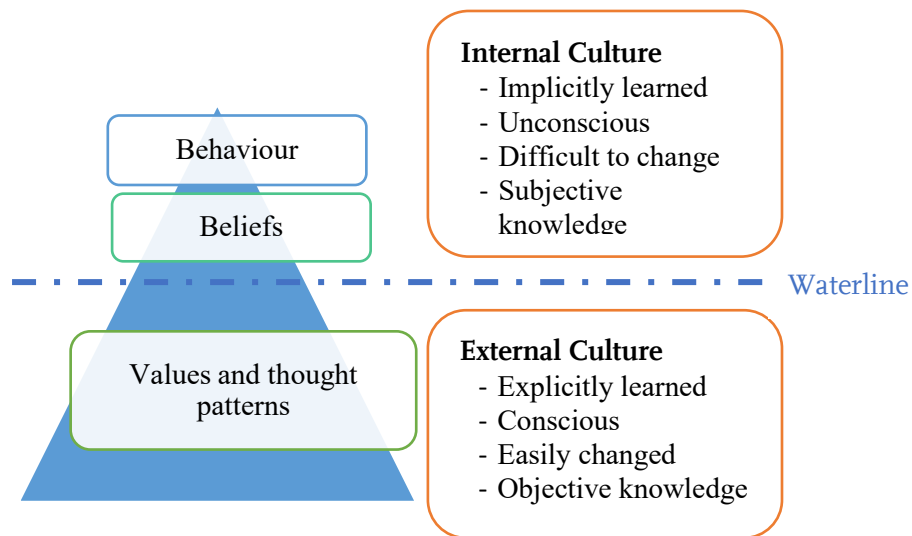 Behaviour
Beliefs
Values and thought
patterns
Internal Culture
- Implicitly learned
- Unconscious
- Difficult to change
- Subjective
knowledge
Waterline
External Culture
- Explicitly learned
- Conscious
- Easily changed
- Objective knowledge